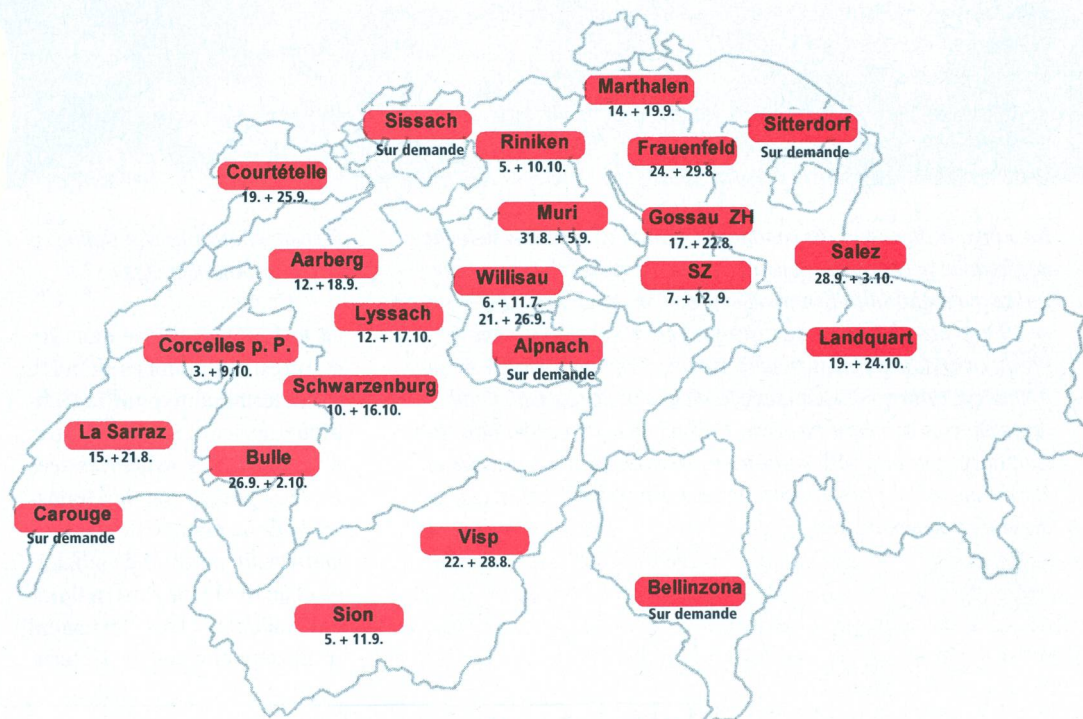 Marthalen
14. + 19.9.
Sissach
Sur demande
Riniken
5. + 10.10.
Sitterdorf
Sur demande
Frauenfeld
24. + 29.8.
Courtételle
19. + 25.9.
Muri
31.8. + 5.9.
Gossau ZH
17. + 22.8.
Aarberg
12. + 18.9.
Willisau
6. + 11.7.
21. + 26.9.
SZ
7. + 12. 9.
Salez
28.9. + 3.10.
Lyssach
12. + 17.10.
Corcelles p. P.
3. + 9.10.
Alpnach
Sur demande
Landquart
19. + 24.10.
Schwarzenburg
10. + 16.10.
La Sarraz
15. + 21.8.
Bulle
26.9. + 2.10.
Carouge
Sur demande
Visp
22. + 28.8.
Bellinzona
Sur demande
Sion
5. + 11.9.